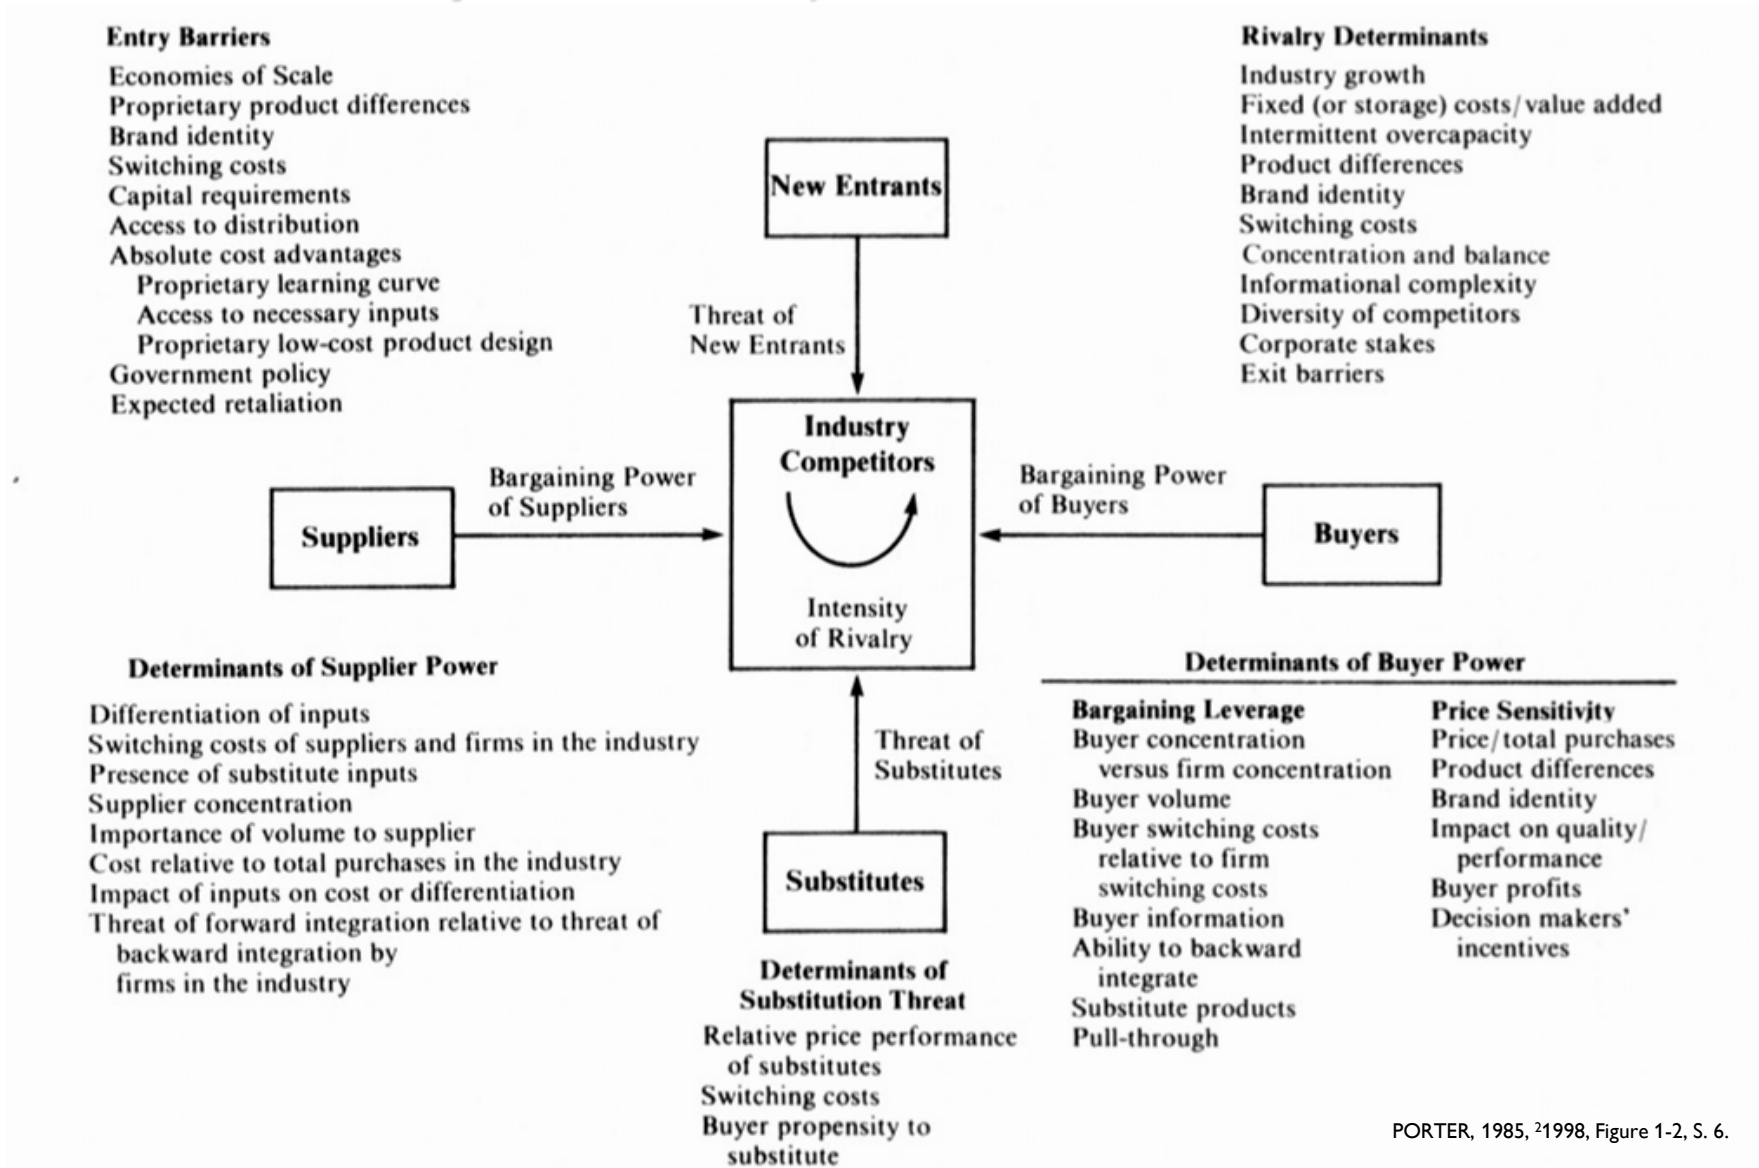 Entry Barriers
Economies of Scale
Proprietary product differences
Brand identity
Switching costs
Capital requirements
Access to distribution
Absolute cost advantages
Proprietary learning curve
Access to necessary inputs
Proprietary low-cost product design
Government policy
Expected retaliation
New Entrants
Threat of
New Entrants
Rivalry Determinants
Industry growth
Fixed (or storage) costs/value added
Intermittent overcapacity
Product differences
Brand identity
Switching costs
Concentration and balance
Informational complexity
Diversity of competitors
Corporate stakes
Exit barriers
Suppliers
Bargaining Power
of Suppliers
Industry
Competitors
Intensity
of Rivalry
Bargaining Power
of Buyers
Buyers
Determinants of Supplier Power
Differentiation of inputs
Switching costs of suppliers and firms in the industry
Presence of substitute inputs
Supplier concentration
Importance of volume to supplier
Cost relative to total purchases in the industry
Impact of inputs on cost or differentiation
Threat of forward integration relative to threat of
backward integration by
firms in the industry
Threat of
Substitutes
Substitutes
Determinants of
Substitution Threat
Relative price performance
of substitutes
Switching costs
Buyer propensity to
substitute
Determinants of Buyer Power
Bargaining Leverage
Buyer concentration
versus firm concentration
Buyer volume
Buyer switching costs
relative to firm
switching costs
Buyer information
Ability to backward
integrate
Substitute products
Pull-through
Price Sensitivity
Price/total purchases
Product differences
Brand identity
Impact on quality/
performance
Buyer profits
Decision makers'
incentives
PORTER, 1985, ²1998, Figure 1-2, S. 6.